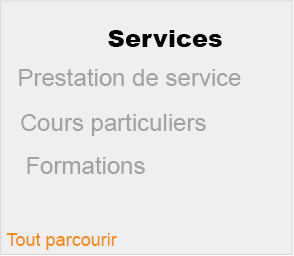 Services
Prestation de service
Cours particuliers
Formations
Tout parcourir